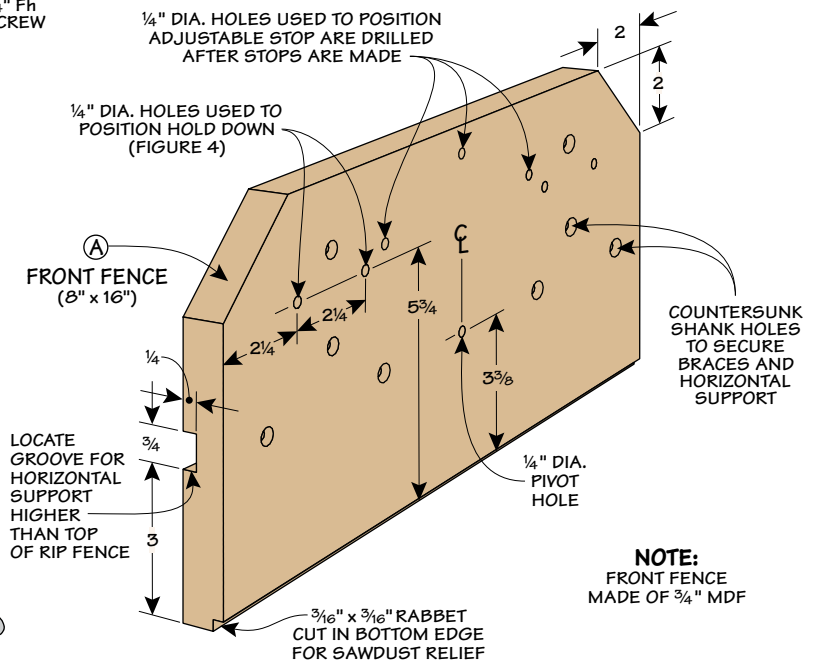 ¼" Fh
CREW
¼" DIA. HOLES USED TO POSITION
ADJUSTABLE STOP ARE DRILLED
AFTER STOPS ARE MADE
2
2
¼" DIA. HOLES USED TO
POSITION HOLD DOWN
(FIGURE 4)
A
FRONT FENCE
(8" x 16")
C
L
2¼
2¼
5¾
3⅜
¼
¾
LOCATE
GROOVE FOR
HORIZONTAL
SUPPORT
HIGHER
THAN TOP
OF RIP FENCE
3
COUNTERSUNK
SHANK HOLES
TO SECURE
BRACES AND
HORIZONTAL
SUPPORT
¼" DIA.
PIVOT
HOLE
NOTE:
FRONT FENCE
MADE OF ¾" MDF
3⁄16" x 3⁄16" RABBET
CUT IN BOTTOM EDGE
FOR SAWDUST RELIEF